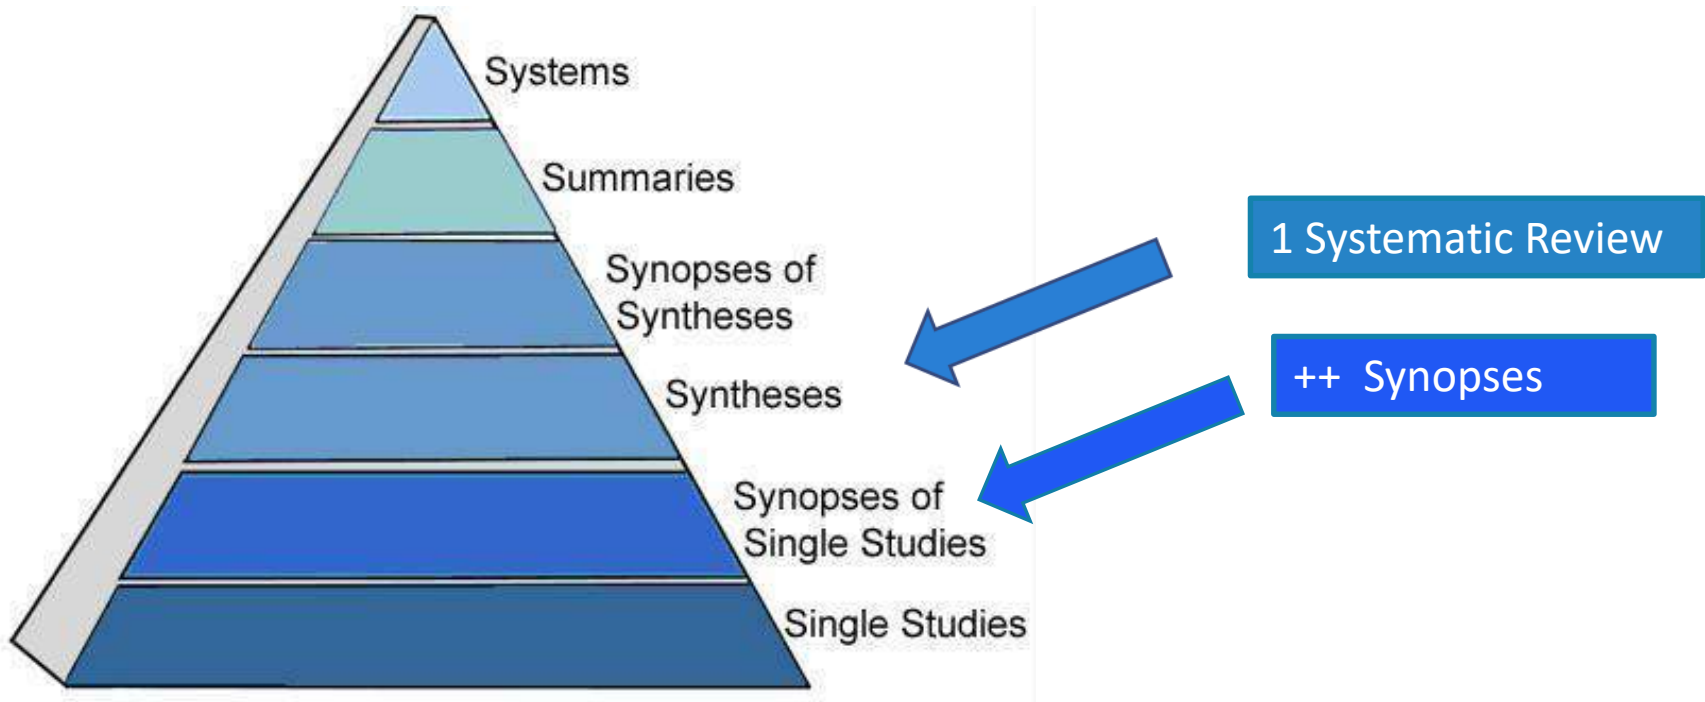 Systems
Summaries
Synopses of
Syntheses
Syntheses
Synopses of
Single Studies
Single Studies
1 Systematic Review
++ Synopses